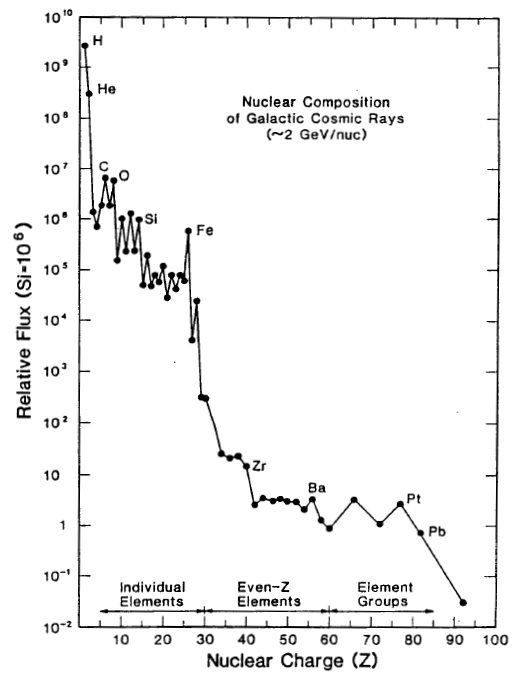 10^10
10^9
10^8
10^7
10^6
10^5
10^4
10^3
10^2
10
1
10^-1
10^-2
Relative Flux (Si=10^6)
H
He
C
O
Si
Fe
Zr
Ba
Pt
Pb
Nuclear Composition
of Galactic Cosmic Rays
(~2 GeV/nuc)
Individual
Elements
Even-Z
Elements
Element
Groups
10 20 30 40 50 60 70 80 90 100
Nuclear Charge (Z)